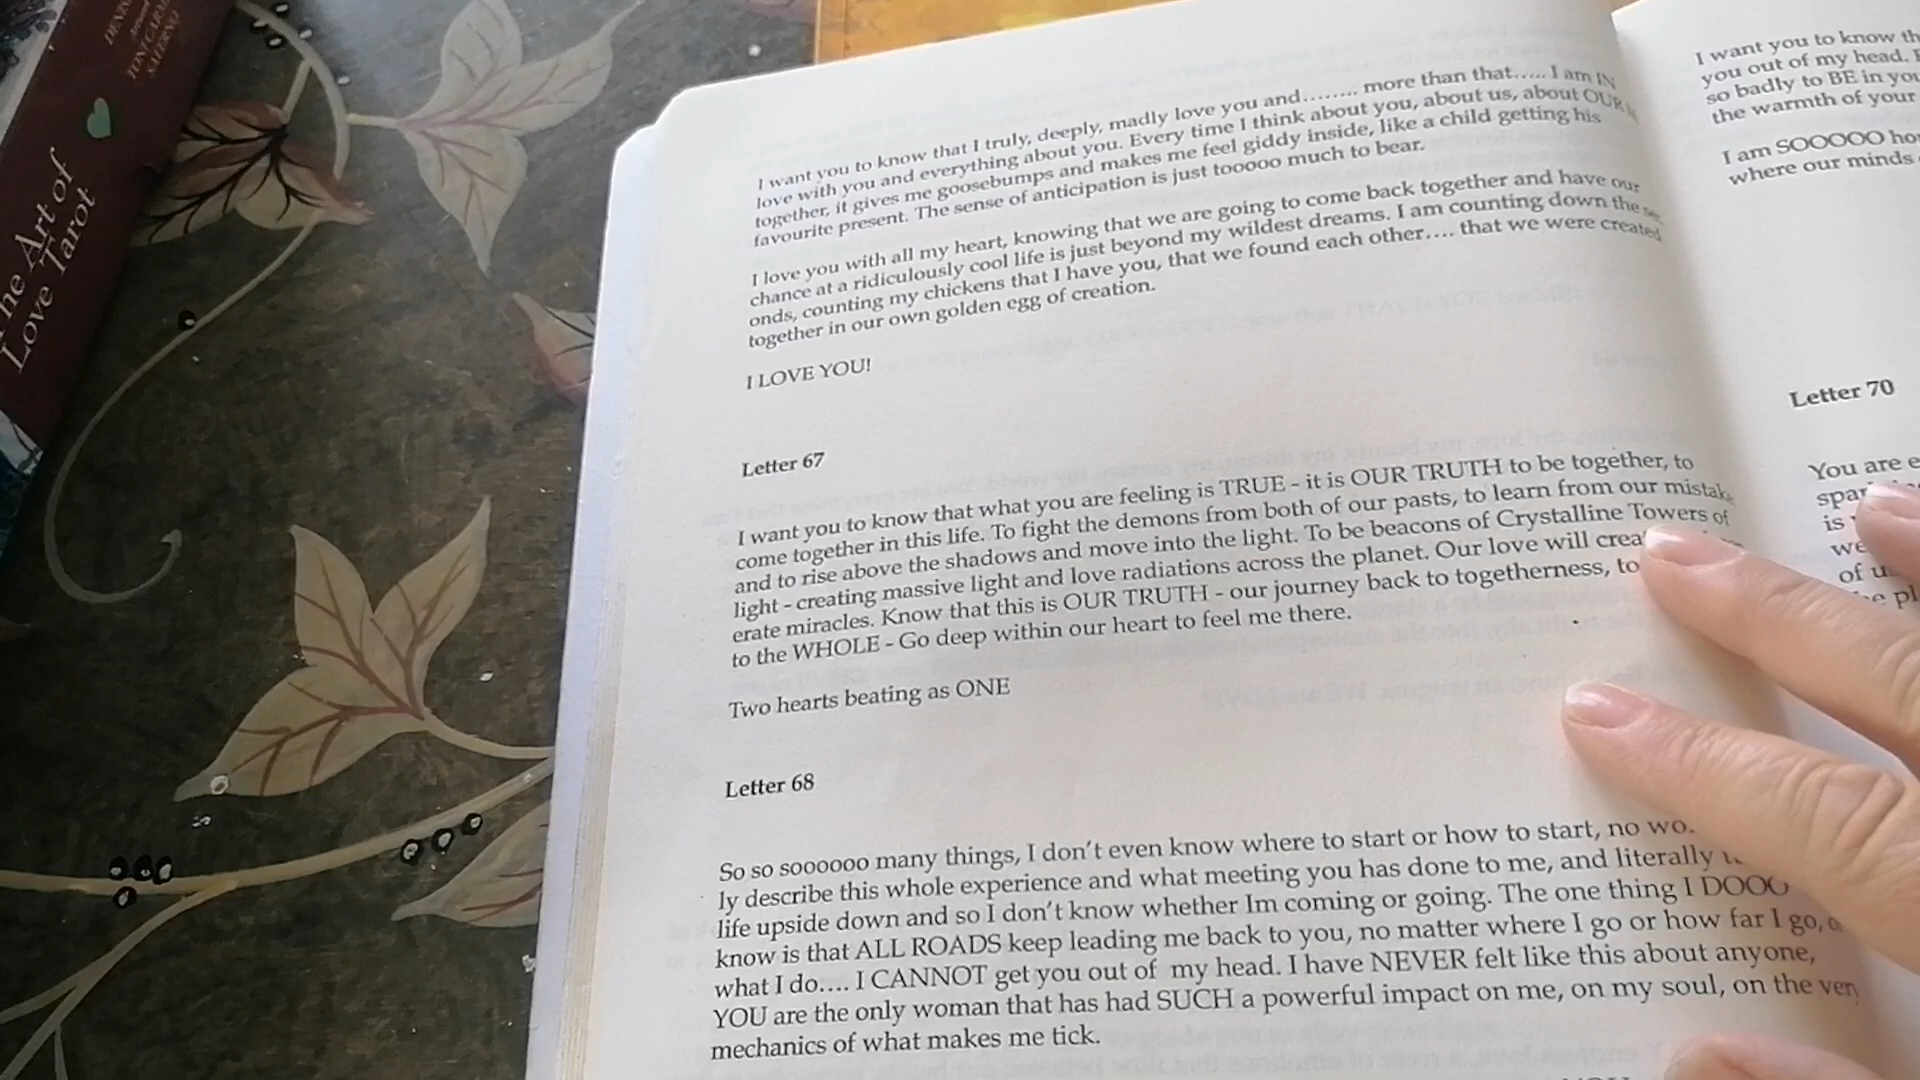 The Art of
Love Tarot
DENIS
TONI CARMINE
SALERNO
I want you to know that I truly, deeply, madly love you and........ more than that..... I am IN
love with you and everything about you. Every time I think about you, about us, about OUR
together, it gives me goosebumps and makes me feel giddy inside, like a child getting his
favourite present. The sense of anticipation is just tooooo much to bear.
I love you with all my heart, knowing that we are going to come back together and have our
chance at a ridiculously cool life is just beyond my wildest dreams. I am counting down the
onds, counting my chickens that I have you, that we found each other.... that we were created
together in our own golden egg of creation.
I LOVE YOU!
Letter 67
I want you to know that what you are feeling is TRUE - it is OUR TRUTH to be together, to
come together in this life. To fight the demons from both of our pasts, to learn from our mistak
and to rise above the shadows and move into the light. To be beacons of Crystalline Towers of
light - creating massive light and love radiations across the planet. Our love will crea
erate miracles. Know that this is OUR TRUTH - our journey back to togetherness, to
to the WHOLE - Go deep within our heart to feel me there.
Two hearts beating as ONE
Letter 68
So so soooooo many things, I don't even know where to start or how to start, no
ly describe this whole experience and what meeting you has done to me, and literally
life upside down and so I don't know whether Im coming or going. The one thing I DOOO
know is that ALL ROADS keep leading me back to you, no matter where I go or how far I go,
what I do.... I CANNOT get you out of my head. I have NEVER felt like this about anyone,
YOU are the only woman that has had SUCH a powerful impact on me, on my soul, on the very
mechanics of what makes me tick.
I want you to know th
you out of my head.
so badly to BE in you
the warmth of your
I am SOOOOO ho
where our minds
Letter 70
You are e
spar
is
we
of u
pl